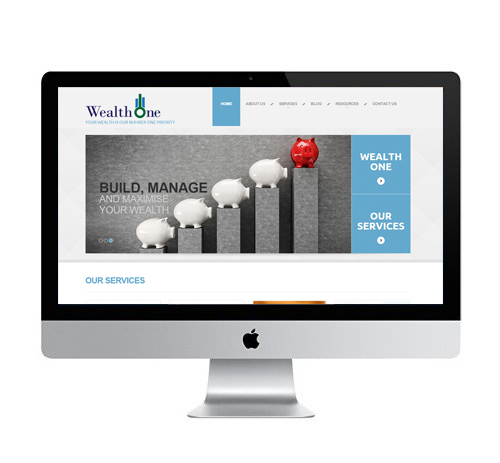 Wealth One
YOUR WEALTH IS OUR NUMBER ONE PRIORITY
HOME ABOUT US SERVICES BLOG RESOURCES CONTACT US
BUILD, MANAGE
AND MAXIMISE
YOUR WEALTH
WEALTH
ONE
OUR
SERVICES
OUR SERVICES